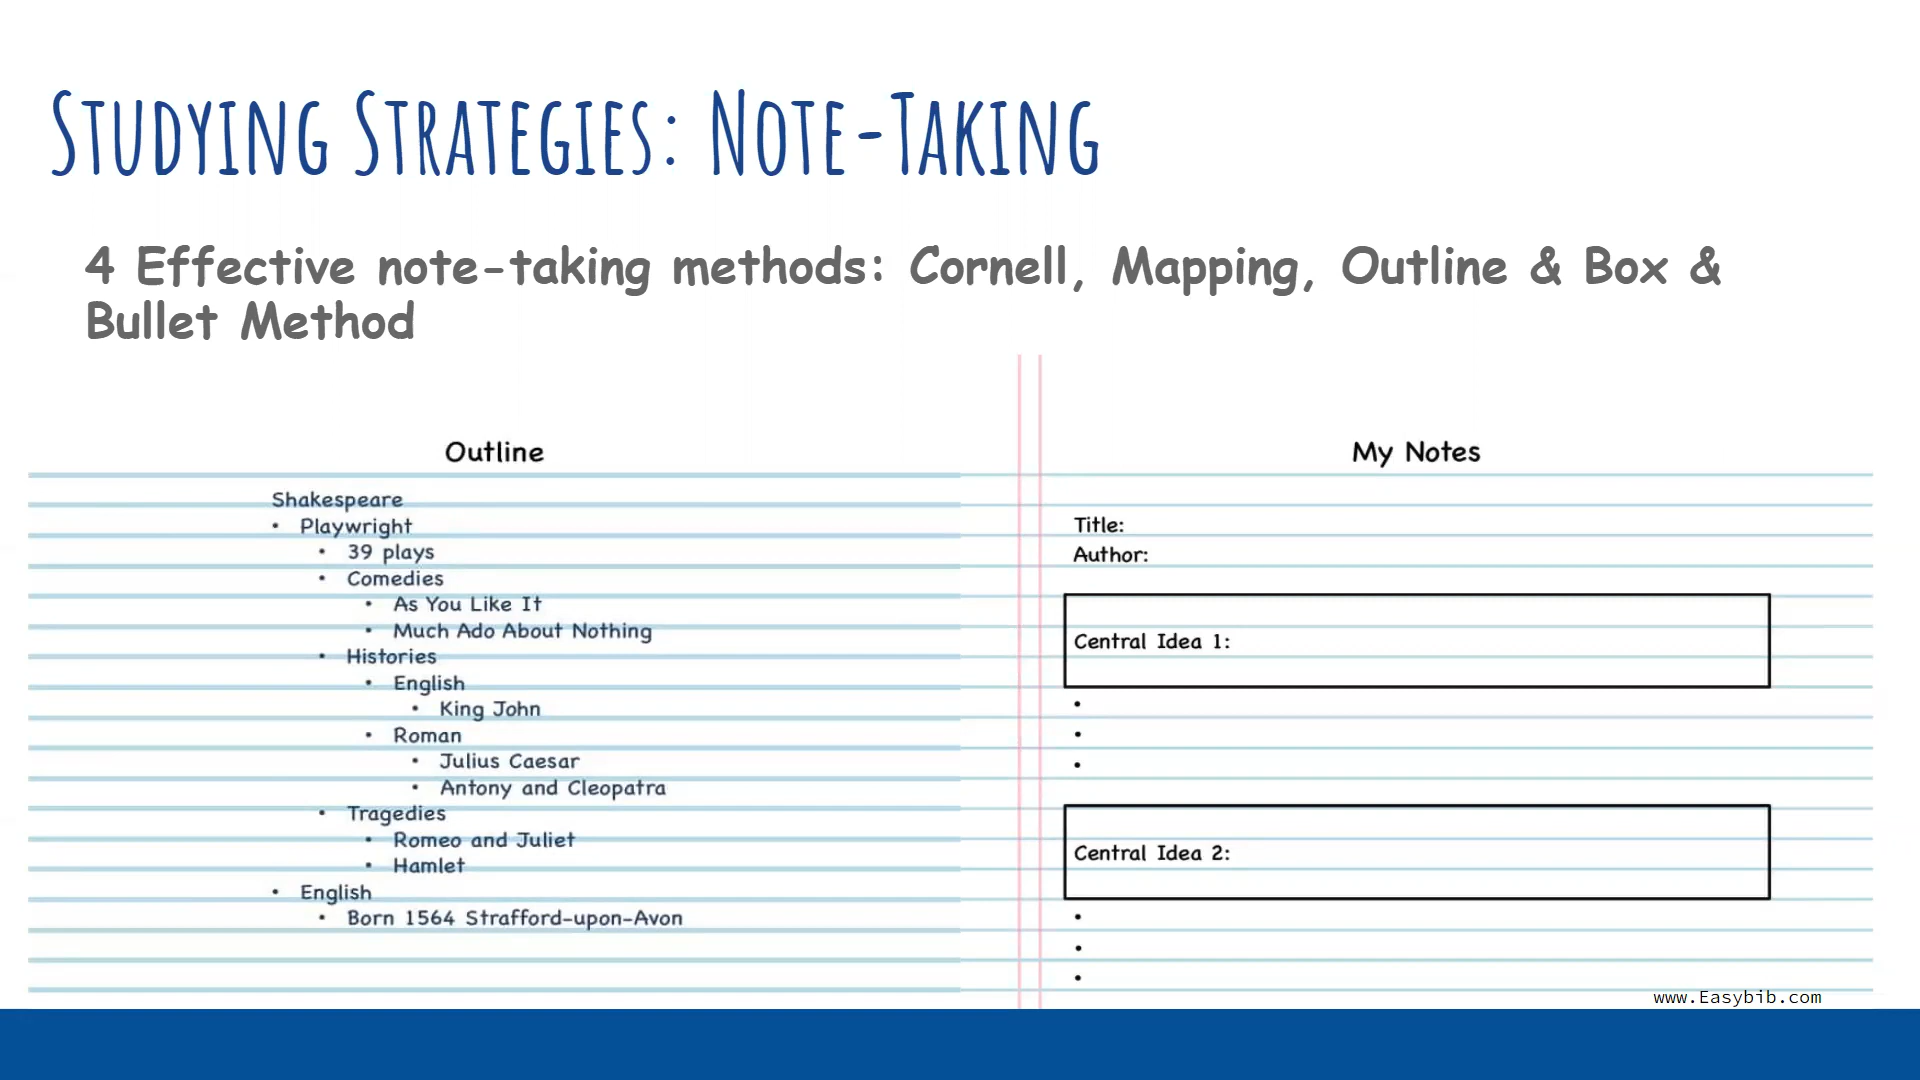 Studying Strategies: Note-Taking
4 Effective note-taking methods: Cornell, Mapping, Outline & Box &
Bullet Method
Outline
Shakespeare
• Playwright
• 39 plays
• Comedies
• As You Like It
• Much Ado About Nothing
• Histories
• English
• King John
• Roman
• Julius Caesar
• Antony and Cleopatra
• Tragedies
• Romeo and Juliet
• Hamlet
• English
• Born 1564 Strafford-upon-Avon
My Notes
Title:
Author:
Central Idea 1:
•
•
•
Central Idea 2:
•
•
•
www.Easybib.com